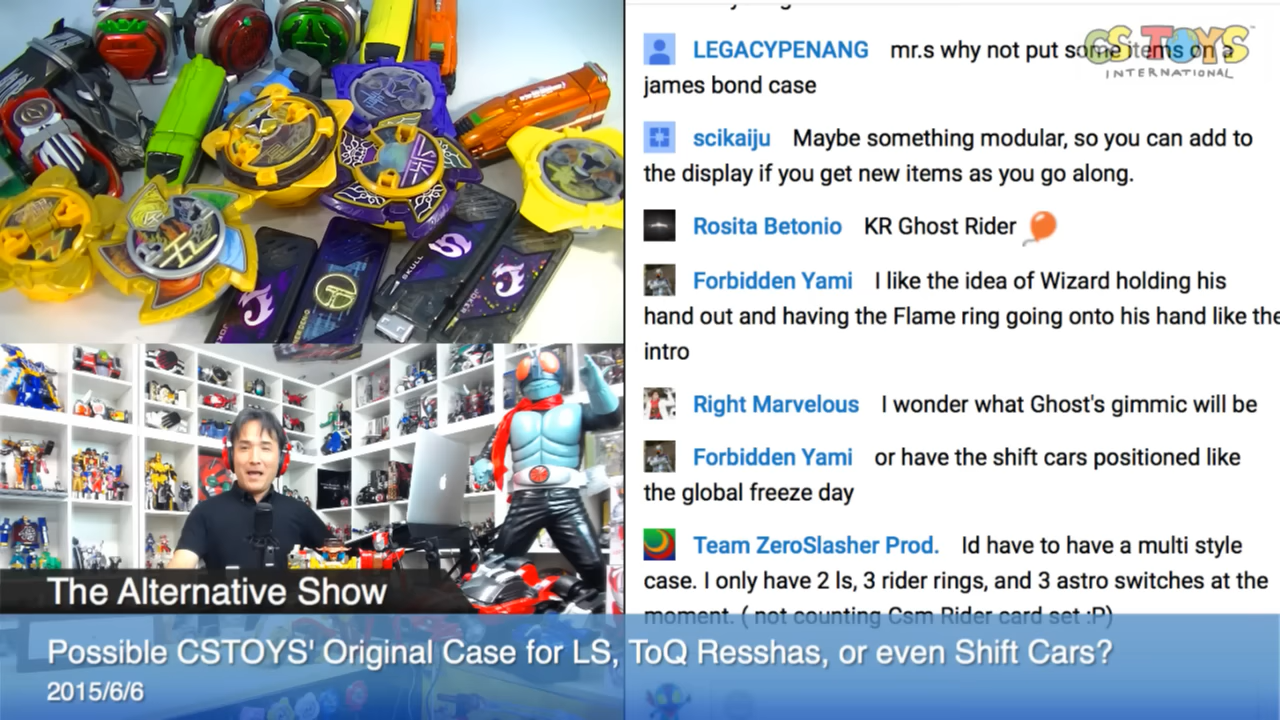 CS TOYS
INTERNATIONAL
LEGACYPENANG mr.s why not put some items on a
james bond case
scikaiju Maybe something modular, so you can add to
the display if you get new items as you go along.
Rosita Betonio KR Ghost Rider
Forbidden Yami I like the idea of Wizard holding his
hand out and having the Flame ring going onto his hand like the
intro
Right Marvelous I wonder what Ghost's gimmic will be
Forbidden Yami or have the shift cars positioned like
the global freeze day
Team ZeroSlasher Prod. Id have to have a multi style
case. I only have 2 ls, 3 rider rings, and 3 astro switches at the
moment. ( not counting Csm Rider card set :P)
SKULL
JOKER
The Alternative Show
Possible CSTOYS' Original Case for LS, ToQ Resshas, or even Shift Cars?
2015/6/6